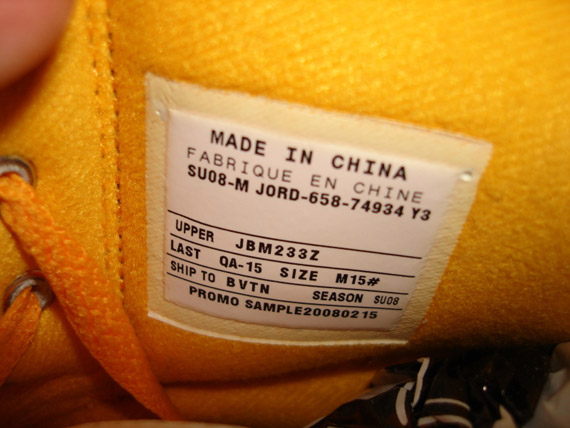 MADE IN CHINA
FABRIQUE EN CHINE
SU08-M JORD-658-74934 Y3
UPPER JBM233Z
LAST QA-15 SIZE M15#
SHIP TO BVTN SEASON SU08
PROMO SAMPLE20080215